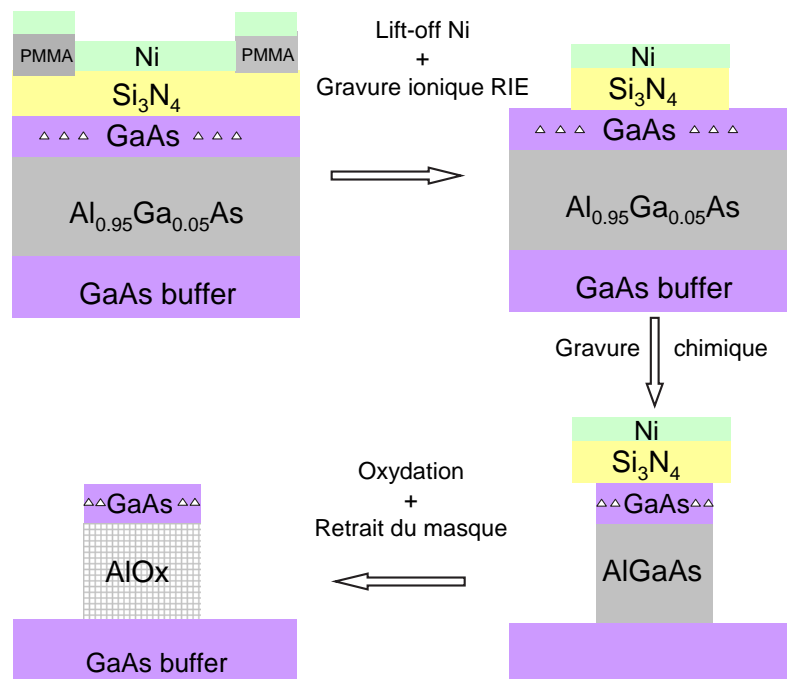 PMMA
Ni
PMMA
Si₃N₄
GaAs
Al₀.₉₅Ga₀.₀₅As
GaAs buffer
Lift-off Ni
+
Gravure ionique RIE
Ni
Si₃N₄
GaAs
Al₀.₉₅Ga₀.₀₅As
GaAs buffer
Gravure chimique
Ni
Si₃N₄
GaAs
AlGaAs
Oxydation
+
Retrait du masque
GaAs
AlOx
GaAs buffer